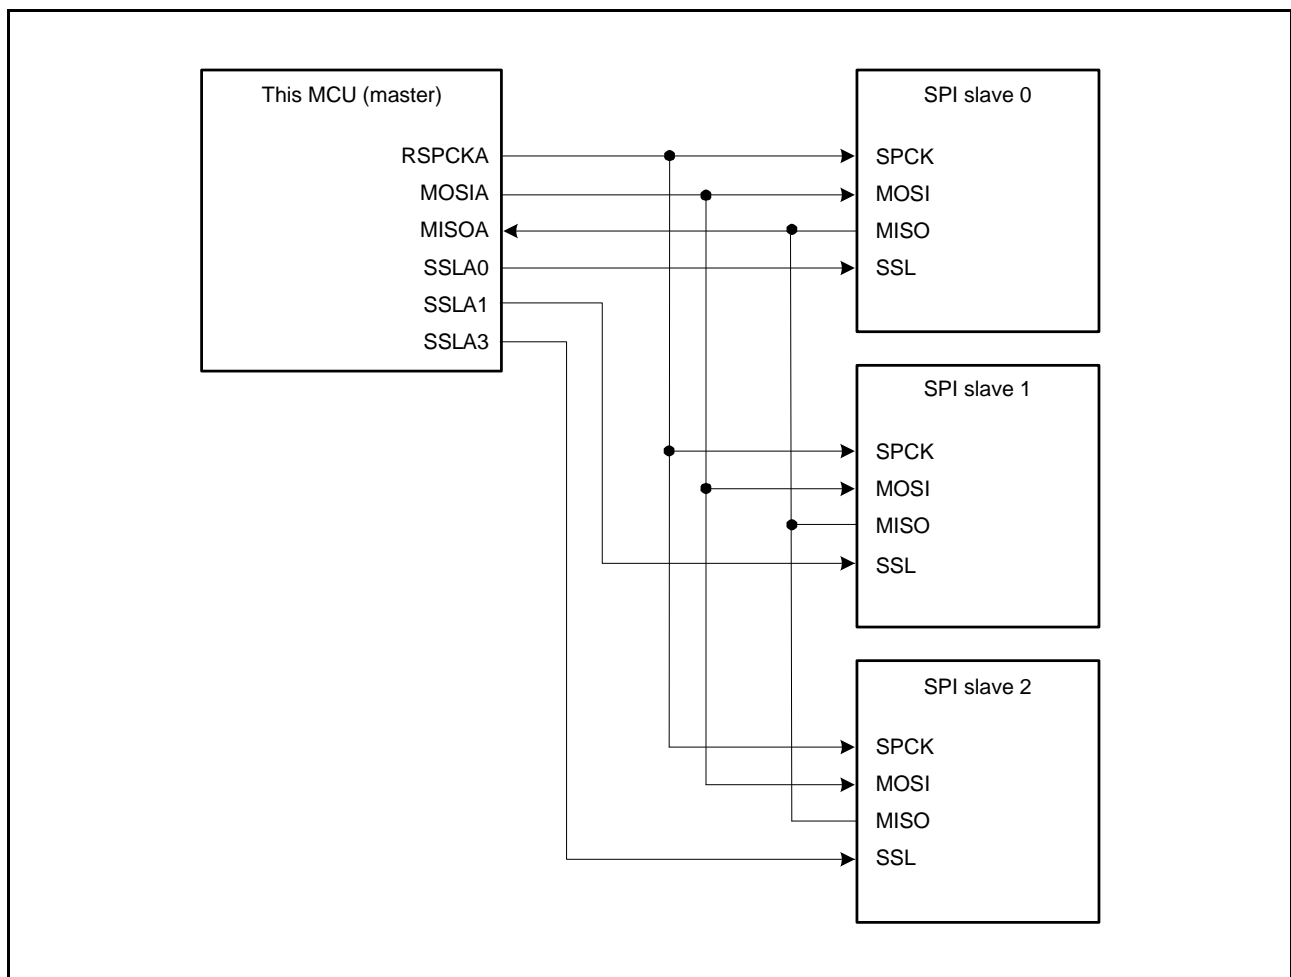 This MCU (master)
RSPCKA
MOSIA
MISOA
SSLA0
SSLA1
SSLA3
SPI slave 0
SPCK
MOSI
MISO
SSL
SPI slave 1
SPCK
MOSI
MISO
SSL
SPI slave 2
SPCK
MOSI
MISO
SSL